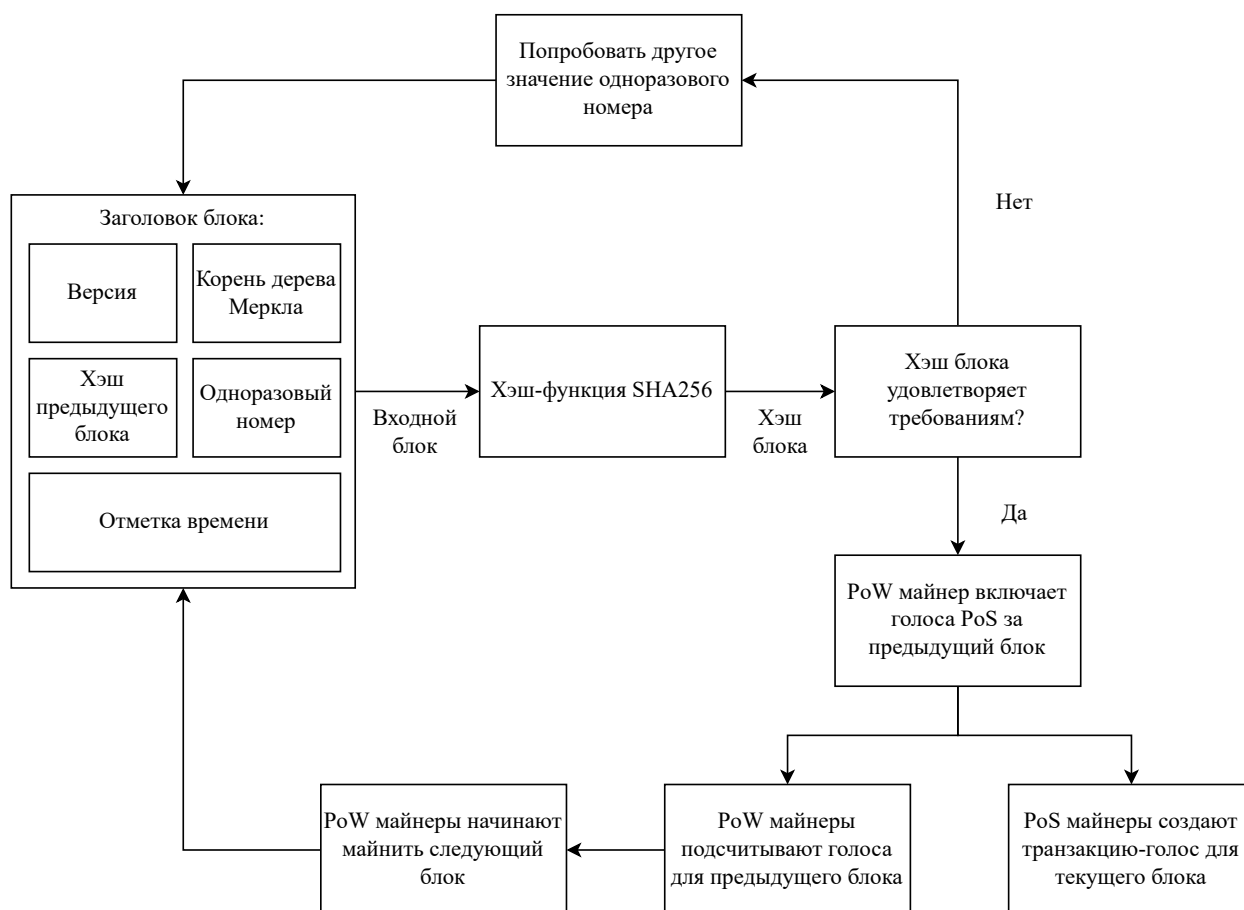 Попробовать другое
значение одноразового
номера
Нет
Заголовок блока:
Версия
Корень дерева
Меркла
Хэш
предыдущего
блока
Одноразовый
номер
Отметка времени
Входной
блок
Хэш-функция SHA256
Хэш
блока
Хэш блока
удовлетворяет
требованиям?
Да
PoW майнер включает
голоса PoS за
предыдущий блок
PoW майнеры начинают
майнить следующий
блок
PoW майнеры
подсчитывают голоса
для предыдущего блока
PoS майнеры создают
транзакцию-голос для
текущего блока